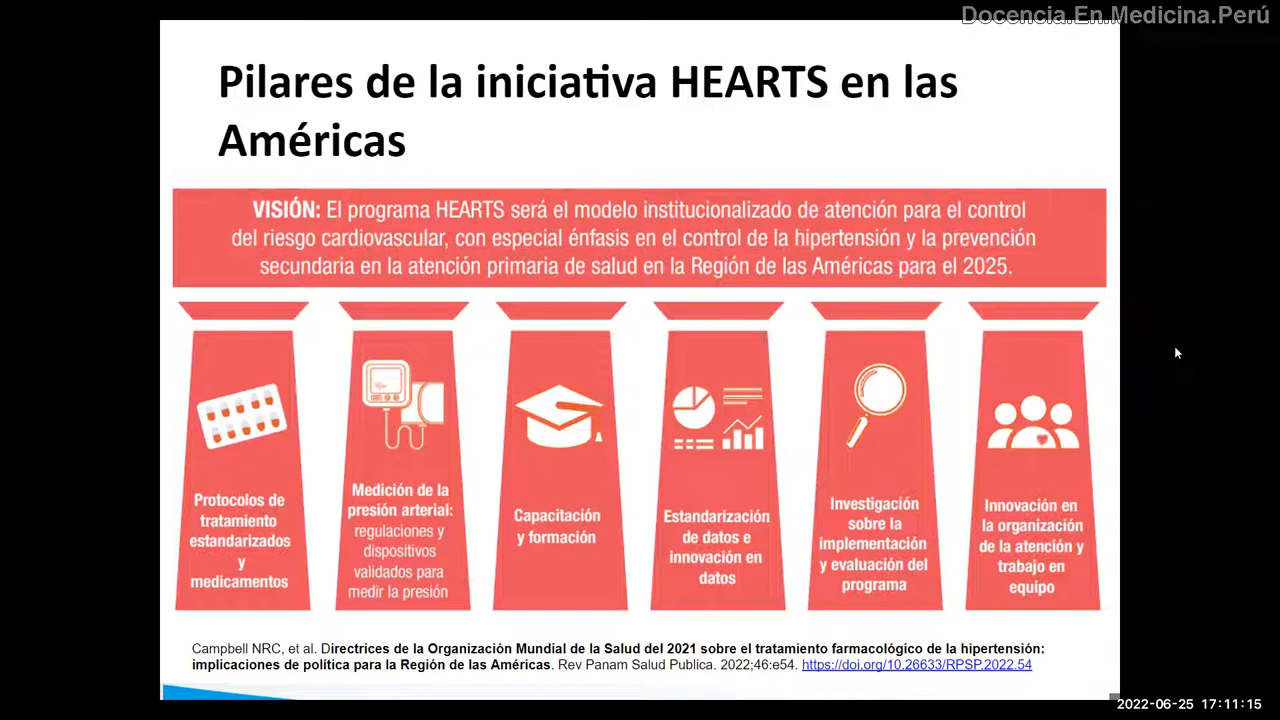 Docencia.En.Medicina.Perú
Pilares de la iniciativa HEARTS en las
Américas
VISIÓN: El programa HEARTS será el modelo institucionalizado de atención para el control
del riesgo cardiovascular, con especial énfasis en el control de la hipertensión y la prevención
secundaria en la atención primaria de salud en la Región de las Américas para el 2025.
Protocolos de
tratamiento
estandarizados
y
medicamentos
Medición de la
presión arterial:
regulaciones y
dispositivos
validados para
medir la presión
Capacitación
y formación
Estandarización
de datos e
innovación en
datos
Investigación
sobre la
implementación
y evaluación del
programa
Innovación en
la organización
de la atención y
trabajo en
equipo
Campbell NRC, et al. Directrices de la Organización Mundial de la Salud del 2021 sobre el tratamiento farmacológico de la hipertensión:
implicaciones de política para la Región de las Américas. Rev Panam Salud Publica. 2022;46:e54. https://doi.org/10.26633/RPSP.2022.54
2022-06-25 17:11:15